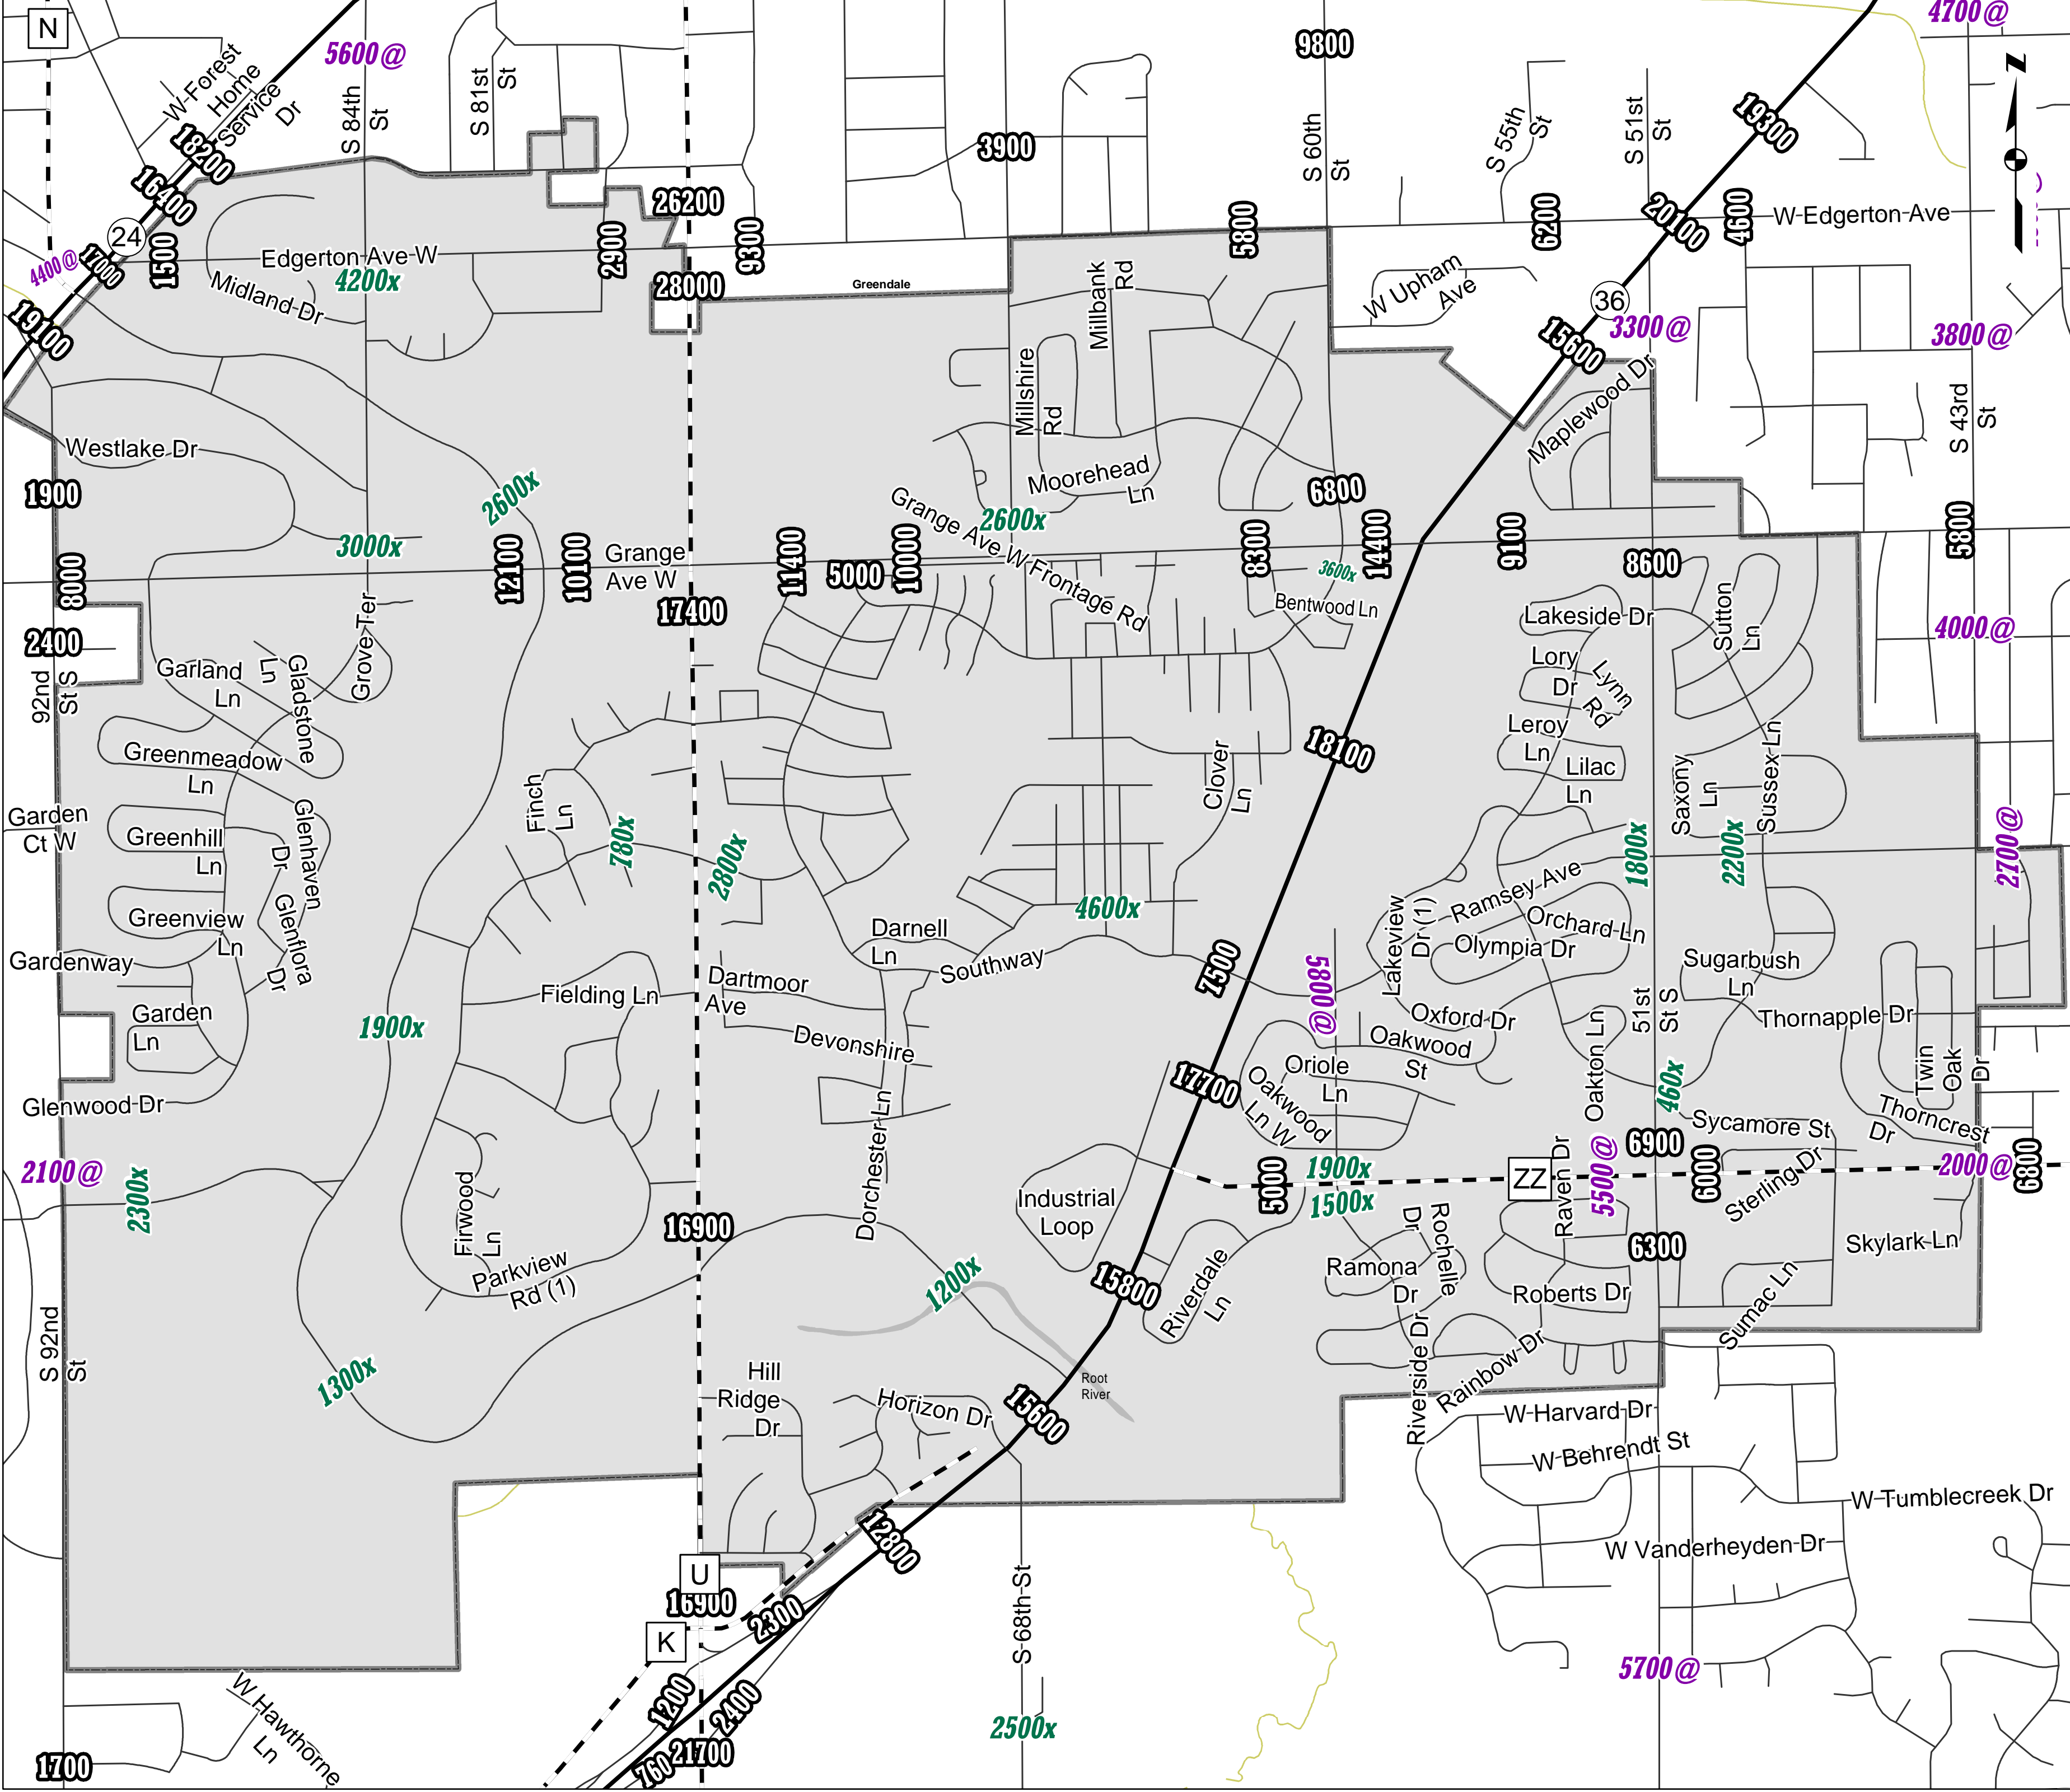 N
5600@
4700@
9800
W Forest
Home
Service
Dr
S 84th
St
S 81st
St
S 60th
St
S 55th
St
S 51st
St
19300
18200
16400
3900
26200
24
4400@
17000
1500
Edgerton Ave W
4200x
Midland Dr
2900
9300
28000
Greendale
5800
6200
20100
4600
W Edgerton Ave
W Upham
Ave
36
3300@
15600
3800@
19100
Millbank
Rd
Millshire
Rd
Maplewood Dr
S 43rd
St
Westlake Dr
Moorehead
Ln
1900
2600x
6800
2600x
3000x
Grange Ave W Frontage Rd
12100
10100
Grange
Ave W
11400
5000
10000
8300
14400
9100
8600
5800
8000
3600x
17400
Bentwood Ln
Lakeside Dr
Sutton
Ln
4000@
2400
92nd
St S
Garland
Ln
Gladstone
Ln
Grove Ter
Lory
Dr
Lynn
Rd
Leroy
Ln
Lilac
Ln
18100
Greenmeadow
Ln
Clover
Ln
Saxony
Ln
Sussex Ln
Finch
Ln
Garden
Ct W
Greenhill
Ln
Glenhaven
Dr
780x
2800x
1800x
2200x
2700@
Greenview
Ln
Glenflora
Dr
4600x
Ramsey Ave
Orchard Ln
Olympia Dr
Lakeview
Dr (1)
Darnell
Ln
Southway
7500
5800@
Gardenway
Sugarbush
Ln
Dartmoor
Ave
Fielding Ln
Garden
Ln
1900x
Devonshire
Oxford Dr
Oakwood
St
51st
St S
Thornapple Dr
Oriole
Ln
Oakwood
Ln W
Oakton Ln
460x
Twin
Oak
Dr
17700
Glenwood Dr
Dorchester Ln
Sycamore St
Thorncrest
Dr
6900
2100@
2300x
1900x
1500x
5000
ZZ
Raven Dr
5500@
6000
Sterling Dr
2000@
6800
Industrial
Loop
Firwood
Ln
16900
Parkview
Rd (1)
Rochelle
Dr
Ramona
Dr
6300
Skylark Ln
1200x
15800
Riverdale
Ln
Roberts Dr
Sumac Ln
S 92nd
St
1300x
Hill
Ridge
Dr
Root
River
Riverside Dr
Rainbow Dr
Horizon Dr
15600
W Harvard Dr
W Behrendt St
12800
W Tumblecreek Dr
W Vanderheyden Dr
U
16900
2300
K
S 68th St
5700@
1200
2400
2500x
W Hawthorne
Ln
1700
21700
760